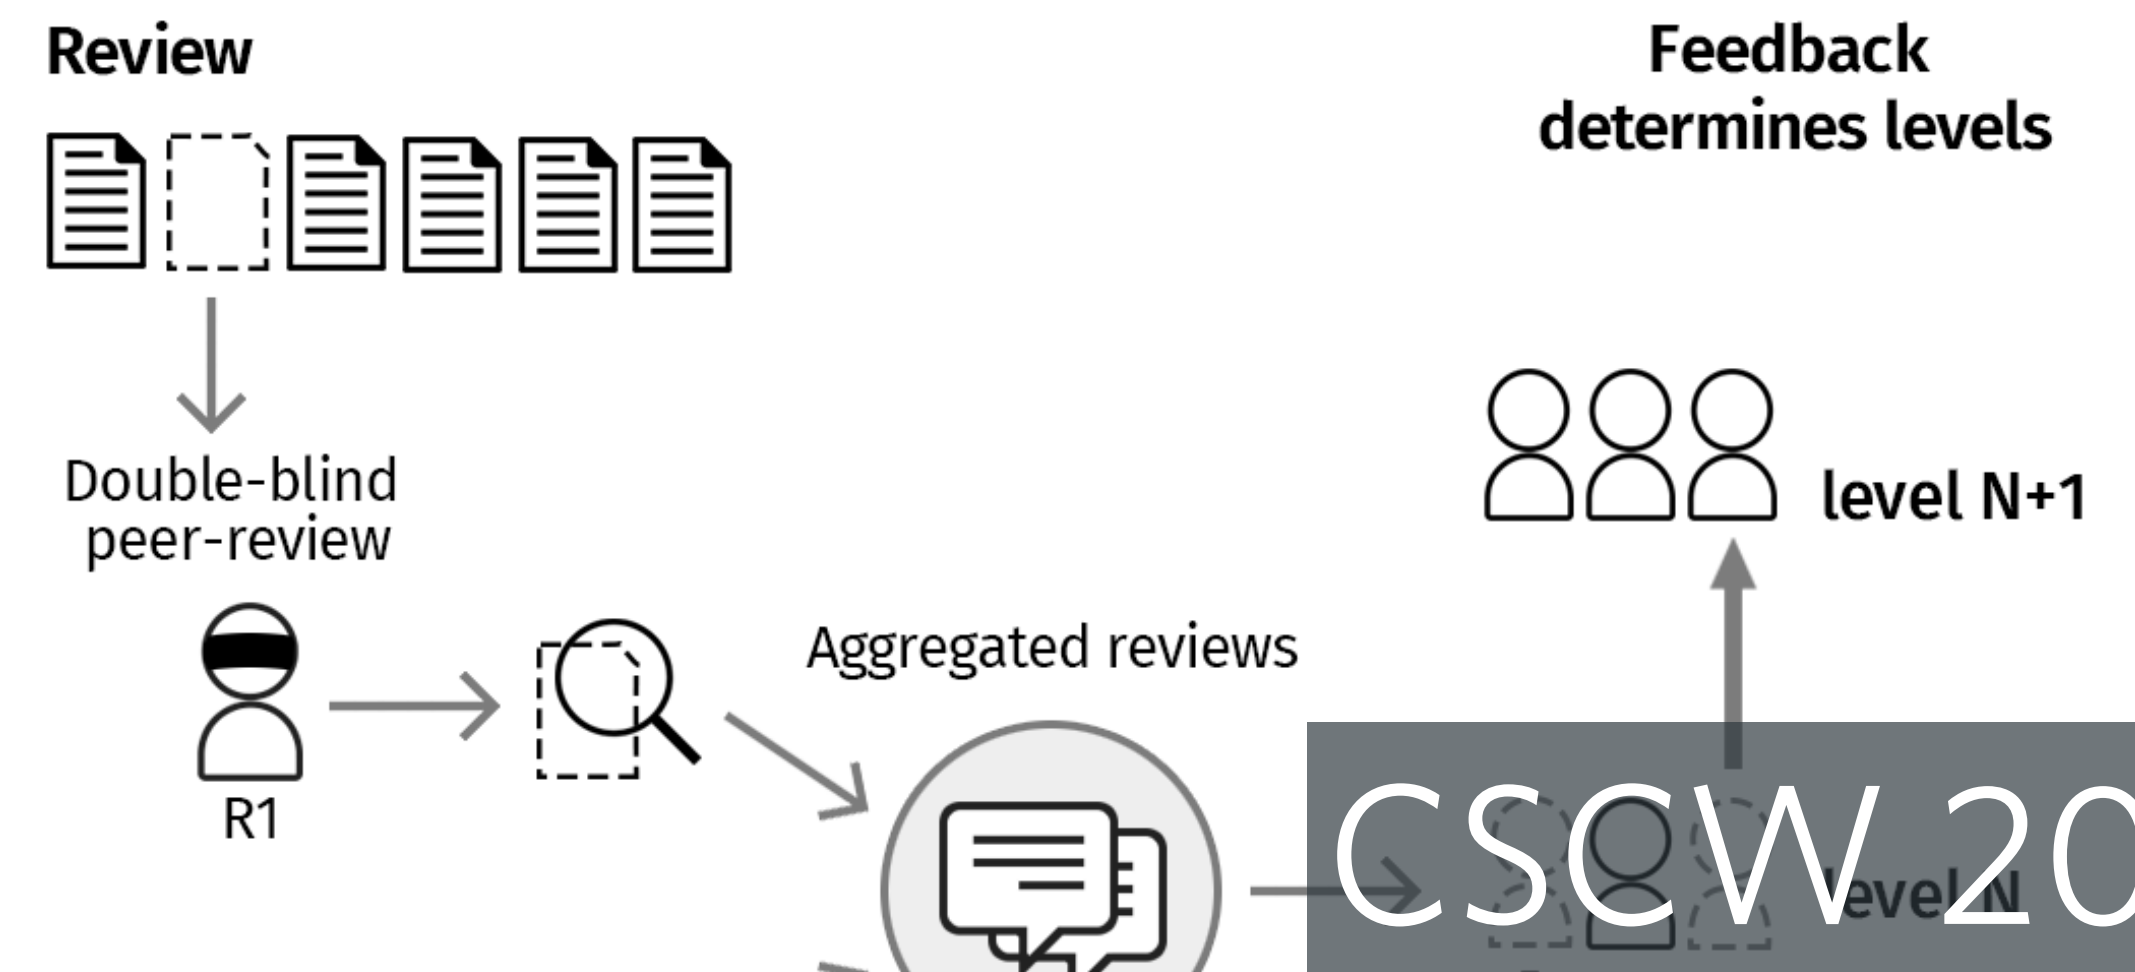 Review
Feedback
determines levels
Double-blind
peer-review
level N+1
Aggregated reviews
R1
CSCW 20
level N